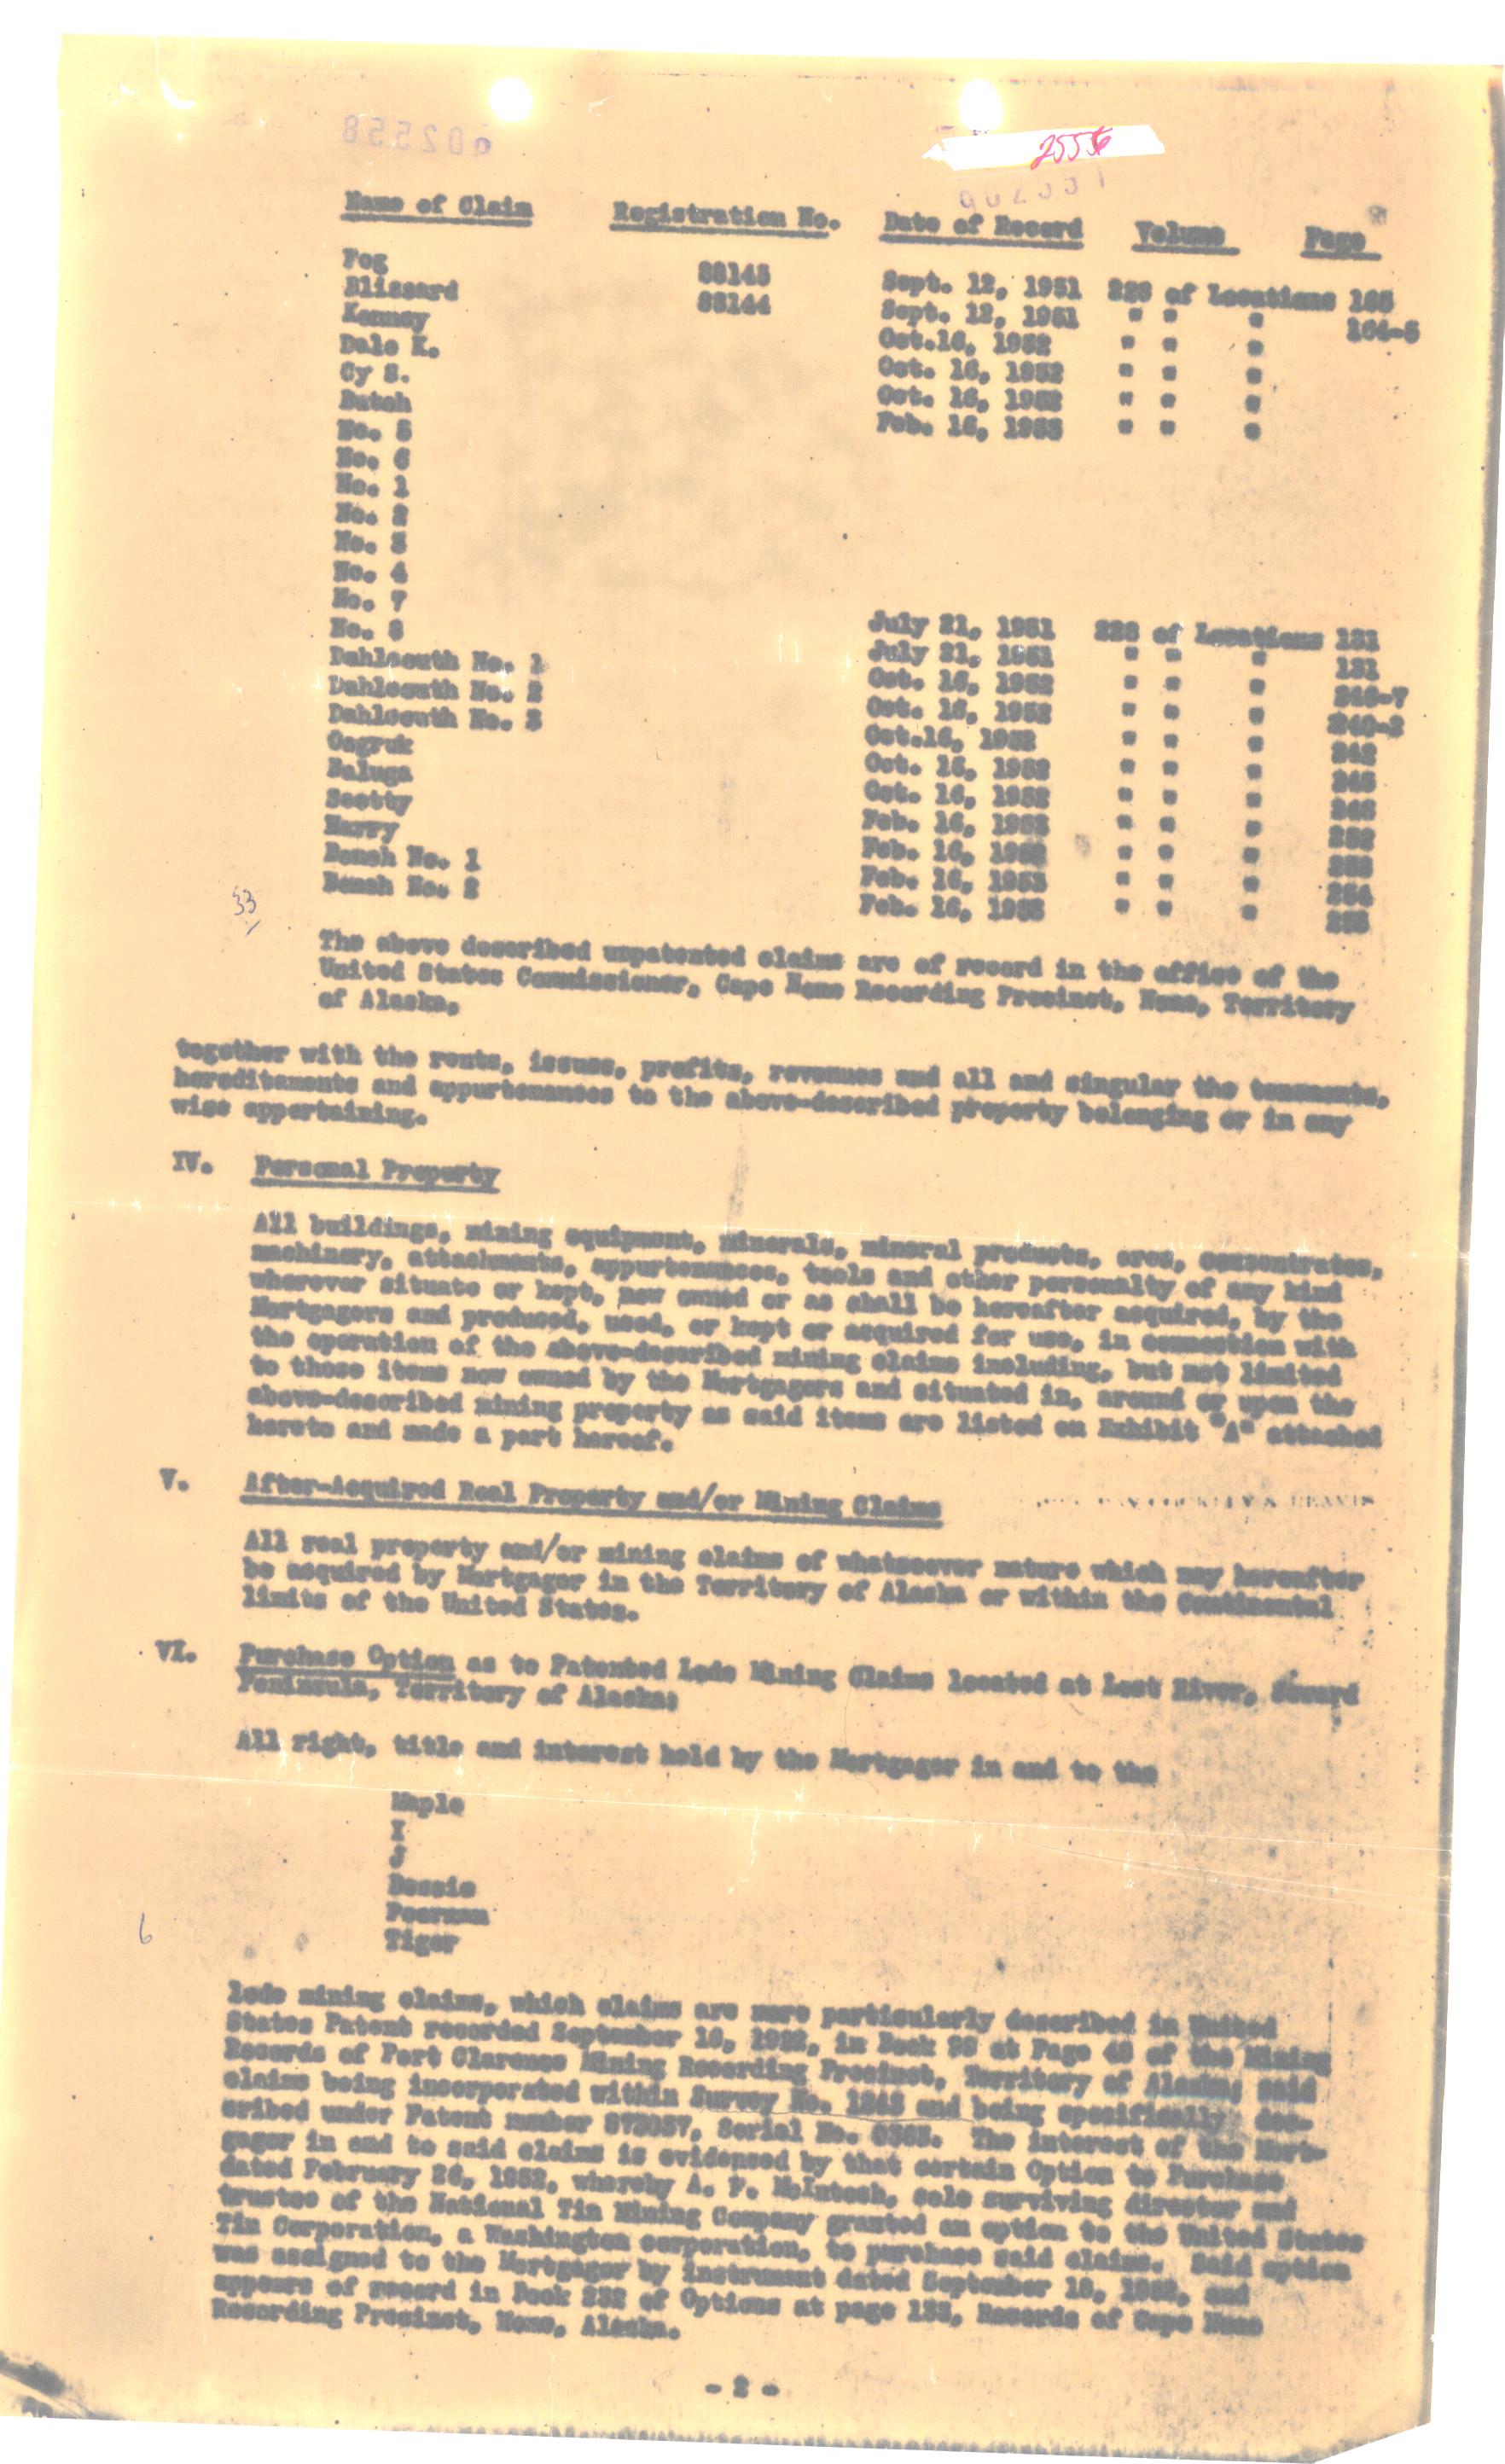 002558
2556
Name of Claim Registration No. Date of Record Volume Page
Fog 88145 Sept. 12, 1951 228 of Locations 165
Blizzard 88144 Sept. 12, 1951 " " " 164-5
Kenney Oct.16, 1952 " " "
Dale K. Oct. 16, 1952 " " "
Cy S. Oct. 16, 1952 " " "
Butch Feb. 16, 1953 " " "
No. 5
No. 6
No. 1
No. 2
No. 3
No. 4
No. 7 July 21, 1951 228 of Locations 131
No. 8 July 21, 1951 " " " 131
Dahlsouth No. 1 Oct. 16, 1952 " " "
Dahlsouth No. 2 Oct. 16, 1952 " " "
Dahlsouth No. 3 Oct.16, 1952 " " " 242
Oogruk Oct. 16, 1952 " " "
Baluga Oct. 16, 1952 " " "
Scotty Feb. 16, 1953 " " " 252
Harry Feb. 16, 1953 " " " 253
Bench No. 1 Feb. 16, 1953 " " " 254
Bench No. 2 Feb. 16, 1953 " " " 255
33
The above described unpatented claims are of record in the office of the
United States Commissioner, Cape Nome Recording Precinct, Nome, Territory
of Alaska,
together with the rents, issues, profits, revenues and all and singular the tenements,
hereditaments and appurtenances to the above-described property belonging or in any
wise appertaining.
IV. Personal Property
All buildings, mining equipment, minerals, mineral products, ores, concentrates,
machinery, attachments, appurtenances, tools and other personalty of any kind
wherever situate or kept, now owned or as shall be hereafter acquired, by the
Mortgagors and produced, used, or kept or acquired for use, in connection with
the operation of the above-described mining claims including, but not limited
to those items now owned by the Mortgagors and situated in, around or upon the
above-described mining property as said items are listed on Exhibit "A" attached
hereto and made a part hereof.
V. After-Acquired Real Property and/or Mining Claims
All real property and/or mining claims of whatsoever nature which may hereafter
be acquired by Mortgagor in the Territory of Alaska or within the Continental
limits of the United States.
VI. Purchase Option as to Patented Lode Mining Claims located at Lost River, Seward
Peninsula, Territory of Alaska:
All right, title and interest held by the Mortgagor in and to the
Maple
I
J
Bessie
Poorman
Tiger
6
lode mining claims, which claims are more particularly described in United
States Patent recorded September 16, 1922, in Book at Page of the Mining
Records of Port Clarence Mining Recording Precinct, Territory of Alaska; said
claims being incorporated within Survey No. and being specifically des-
cribed under Patent number Serial No. The interest of the Mort-
gagor in and to said claims is evidenced by that certain Option to Purchase
dated February 26, 1952, whereby A. F. McIntosh, sole surviving director and
trustee of the National Tin Mining Company granted an option to the United States
Tin Corporation, a Washington corporation, to purchase said claims. Said option
was assigned to the Mortgagor by instrument dated September 1952, and
appears of record in Book 232 of Options at page Records of Cape Nome
Recording Precinct, Nome, Alaska.
- 2 -